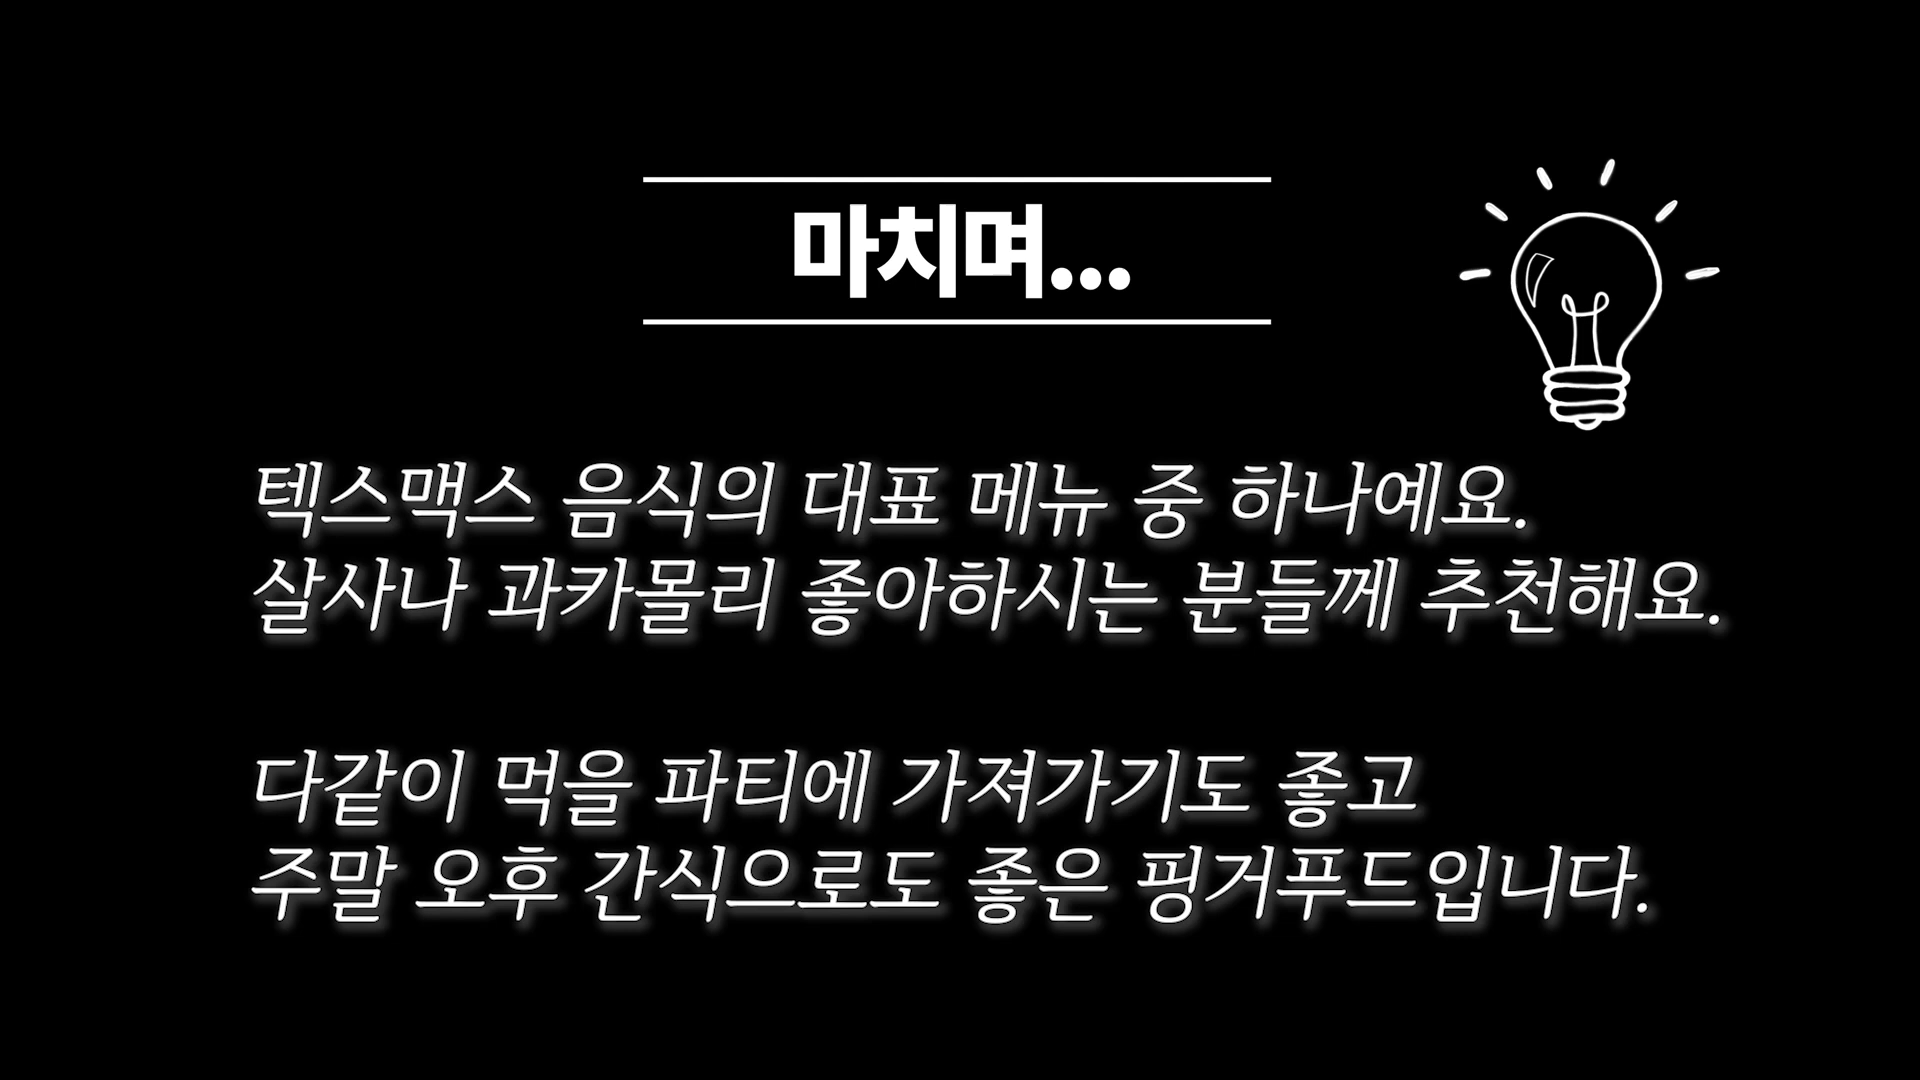 마치며...
텍스맥스 음식의 대표 메뉴 중 하나예요.
살사나 과카몰리 좋아하시는 분들께 추천해요.
다같이 먹을 파티에 가져가기도 좋고
주말 오후 간식으로도 좋은 핑거푸드입니다.